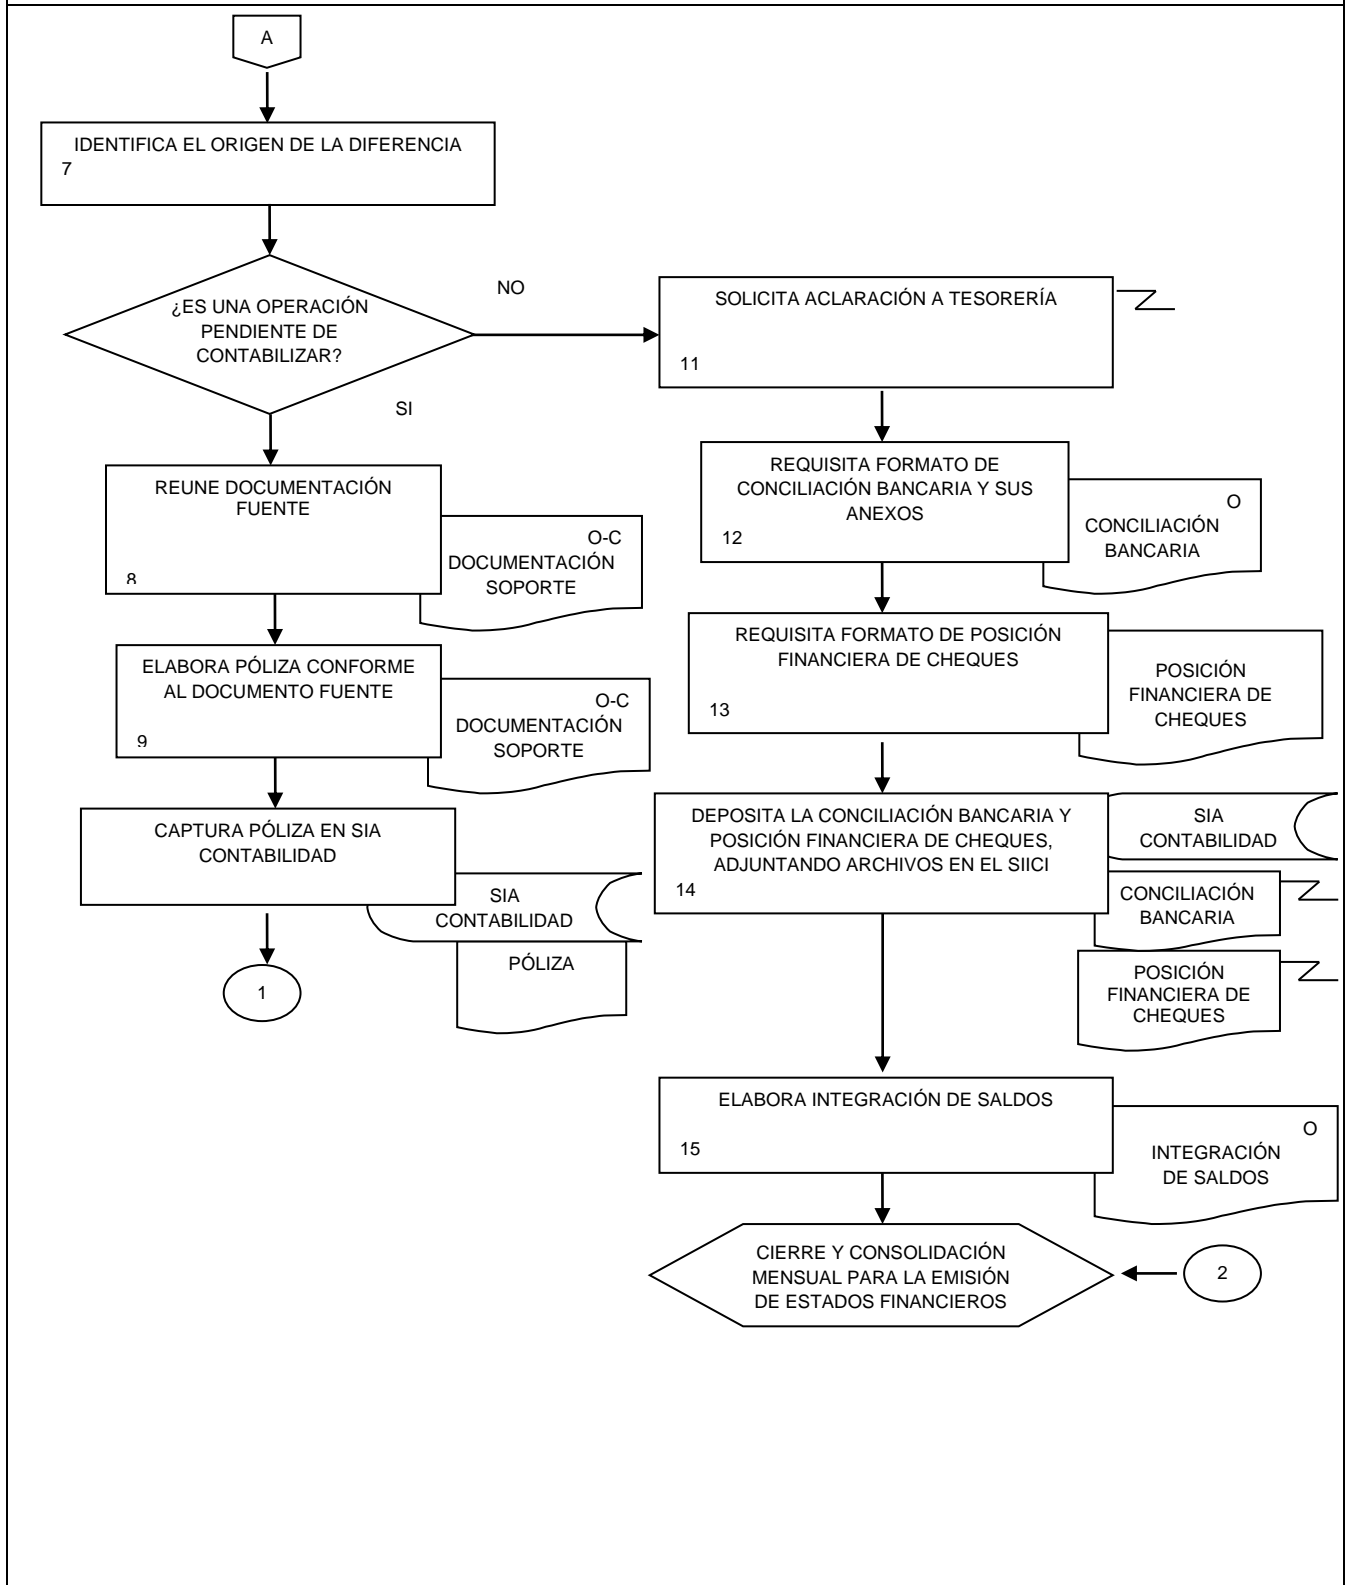 A
IDENTIFICA EL ORIGEN DE LA DIFERENCIA
7
¿ES UNA OPERACIÓN
PENDIENTE DE
CONTABILIZAR?
NO
SI
SOLICITA ACLARACIÓN A TESORERÍA
11
REUNE DOCUMENTACIÓN
FUENTE
8
O-C
DOCUMENTACIÓN
SOPORTE
REQUISITA FORMATO DE
CONCILIACIÓN BANCARIA Y SUS
ANEXOS
12
O
CONCILIACIÓN
BANCARIA
ELABORA PÓLIZA CONFORME
AL DOCUMENTO FUENTE
9
O-C
DOCUMENTACIÓN
SOPORTE
REQUISITA FORMATO DE POSICIÓN
FINANCIERA DE CHEQUES
13
POSICIÓN
FINANCIERA DE
CHEQUES
CAPTURA PÓLIZA EN SIA
CONTABILIDAD
SIA
CONTABILIDAD
PÓLIZA
1
DEPOSITA LA CONCILIACIÓN BANCARIA Y
POSICIÓN FINANCIERA DE CHEQUES,
ADJUNTANDO ARCHIVOS EN EL SIICI
14
SIA
CONTABILIDAD
CONCILIACIÓN
BANCARIA
POSICIÓN
FINANCIERA DE
CHEQUES
ELABORA INTEGRACIÓN DE SALDOS
15
O
INTEGRACIÓN
DE SALDOS
CIERRE Y CONSOLIDACIÓN
MENSUAL PARA LA EMISIÓN
DE ESTADOS FINANCIEROS
2